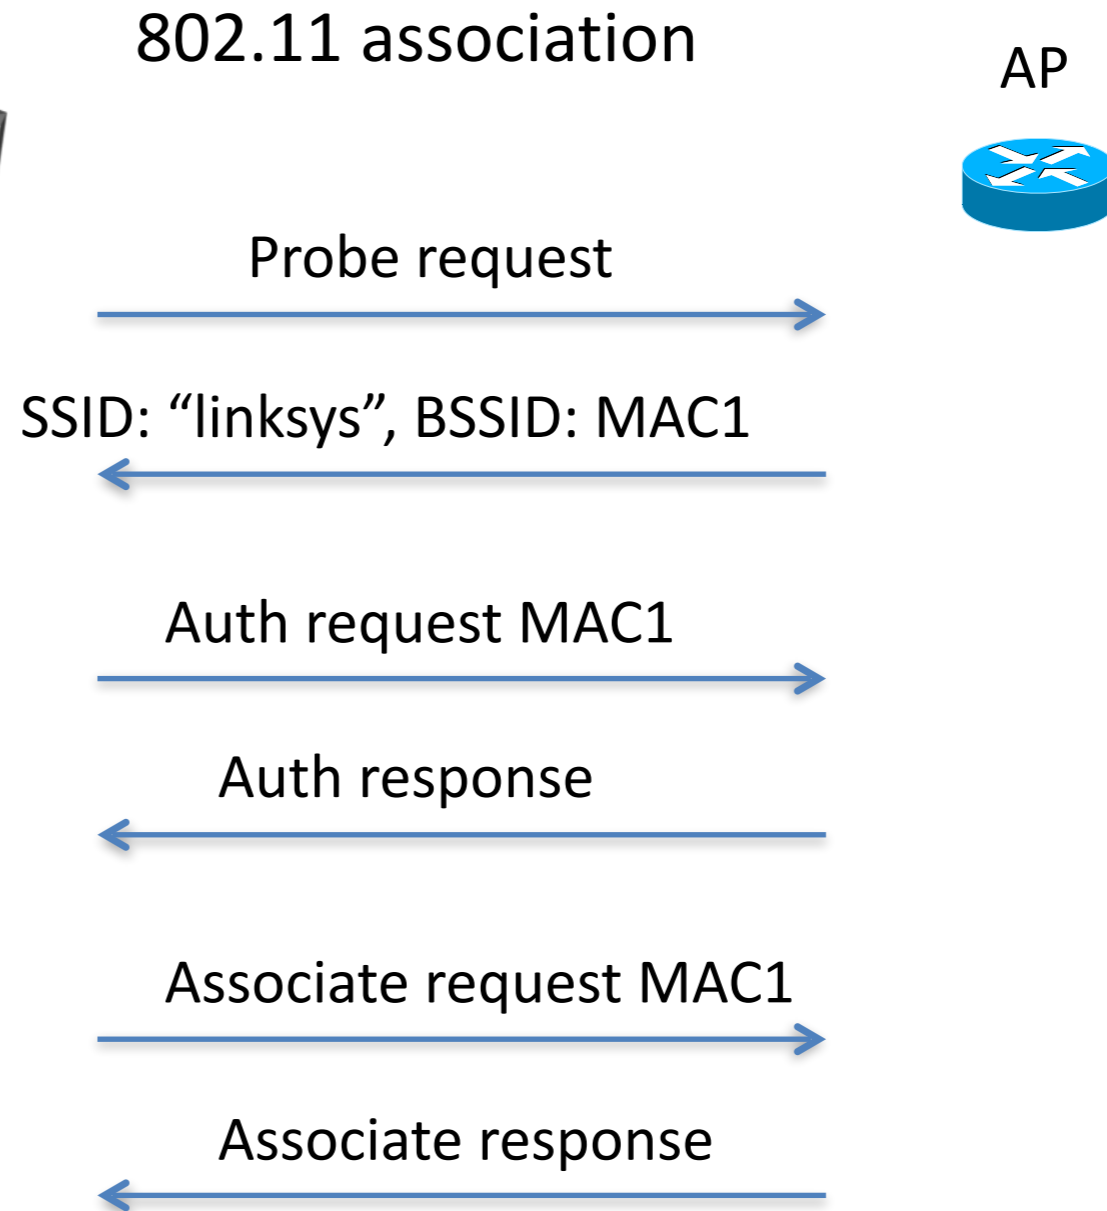 802.11 association
AP
Probe request
SSID: “linksys”, BSSID: MAC1
Auth request MAC1
Auth response
Associate request MAC1
Associate response